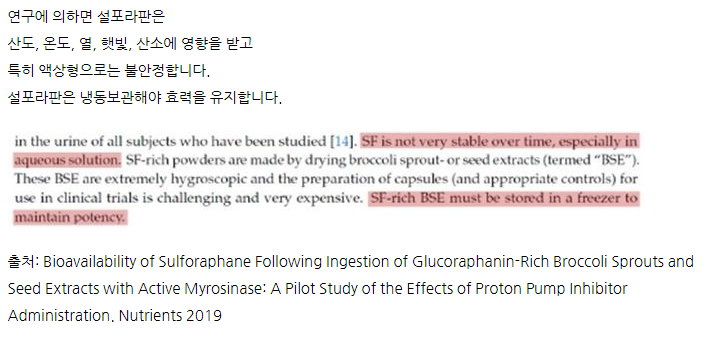 연구에 의하면 설포라판은
산도, 온도, 열, 햇빛, 산소에 영향을 받고
특히 액상형으로는 불안정합니다.
설포라판은 냉동보관해야 효력을 유지합니다.
in the urine of all subjects who have been studied [14]. SF is not very stable over time, especially in
aqueous solution. SF-rich powders are made by drying broccoli sprout- or seed extracts (termed “BSE”).
These BSE are extremely hygroscopic and the preparation of capsules (and appropriate controls) for
use in clinical trials is challenging and very expensive. SF-rich BSE must be stored in a freezer to
maintain potency.
출처: Bioavailability of Sulforaphane Following Ingestion of Glucoraphanin-Rich Broccoli Sprouts and
Seed Extracts with Active Myrosinase: A Pilot Study of the Effects of Proton Pump Inhibitor
Administration. Nutrients 2019